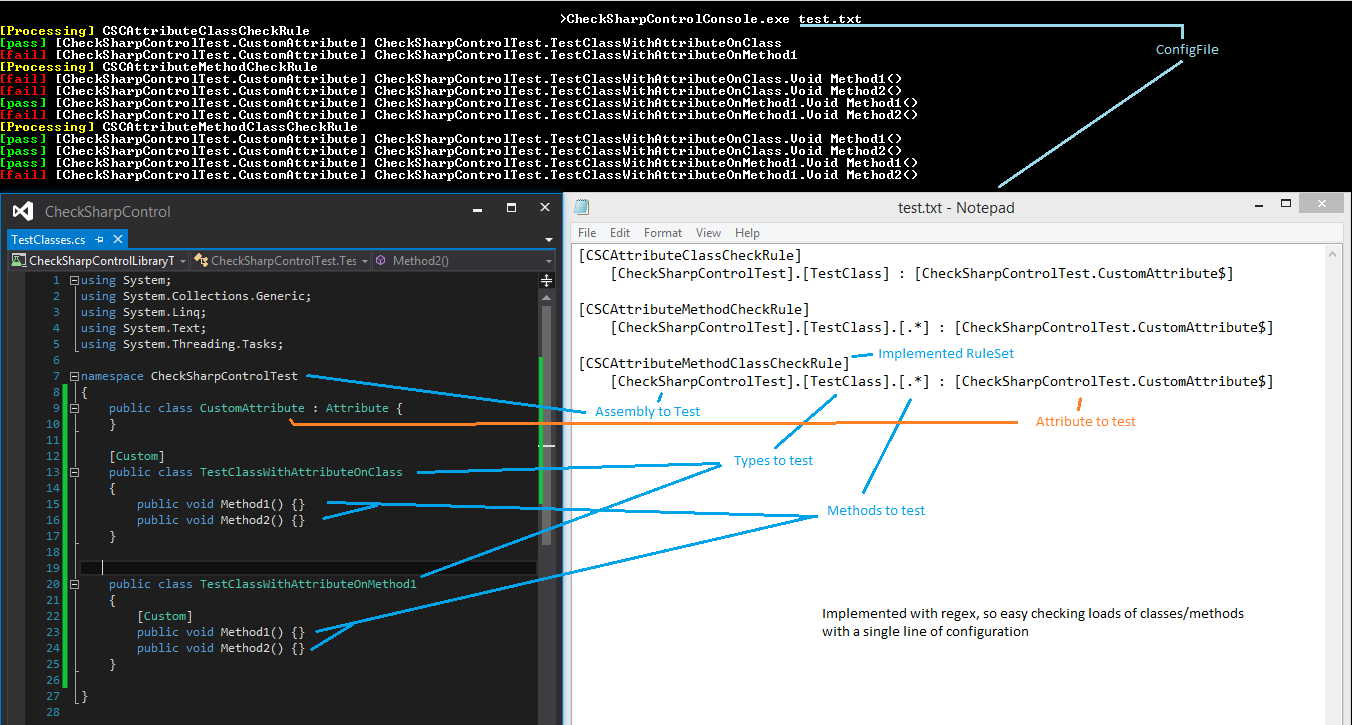 >CheckSharpControlConsole.exe test.txt
[Processing] CSCAttributeClassCheckRule
[pass] [CheckSharpControlTest.CustomAttribute] CheckSharpControlTest.TestClassWithAttributeOnClass
[fail] [CheckSharpControlTest.CustomAttribute] CheckSharpControlTest.TestClassWithAttributeOnMethod1
[Processing] CSCAttributeMethodCheckRule
[fail] [CheckSharpControlTest.CustomAttribute] CheckSharpControlTest.TestClassWithAttributeOnClass.Void Method1()
[fail] [CheckSharpControlTest.CustomAttribute] CheckSharpControlTest.TestClassWithAttributeOnClass.Void Method2()
[pass] [CheckSharpControlTest.CustomAttribute] CheckSharpControlTest.TestClassWithAttributeOnMethod1.Void Method1()
[fail] [CheckSharpControlTest.CustomAttribute] CheckSharpControlTest.TestClassWithAttributeOnMethod1.Void Method2()
[Processing] CSCAttributeMethodClassCheckRule
[pass] [CheckSharpControlTest.CustomAttribute] CheckSharpControlTest.TestClassWithAttributeOnClass.Void Method1()
[pass] [CheckSharpControlTest.CustomAttribute] CheckSharpControlTest.TestClassWithAttributeOnClass.Void Method2()
[pass] [CheckSharpControlTest.CustomAttribute] CheckSharpControlTest.TestClassWithAttributeOnMethod1.Void Method1()
[fail] [CheckSharpControlTest.CustomAttribute] CheckSharpControlTest.TestClassWithAttributeOnMethod1.Void Method2()
ConfigFile
CheckSharpControl
TestClasses.cs
CheckSharpControlLibraryT CheckSharpControlTest.Tes Method2()
1 using System;
2 using System.Collections.Generic;
3 using System.Linq;
4 using System.Text;
5 using System.Threading.Tasks;
6
7 namespace CheckSharpControlTest
8 {
9 public class CustomAttribute : Attribute {
10 }
11
12 [Custom]
13 public class TestClassWithAttributeOnClass
14 {
15 public void Method1() {}
16 public void Method2() {}
17 }
18
19
20 public class TestClassWithAttributeOnMethod1
21 {
22 [Custom]
23 public void Method1() {}
24 public void Method2() {}
25 }
26
27 }
28
test.txt - Notepad
File Edit Format View Help
[CSCAttributeClassCheckRule]
[CheckSharpControlTest].[TestClass] : [CheckSharpControlTest.CustomAttribute$]
[CSCAttributeMethodCheckRule]
[CheckSharpControlTest].[TestClass].[.*] : [CheckSharpControlTest.CustomAttribute$]
[CSCAttributeMethodClassCheckRule]
Implemented RuleSet
[CheckSharpControlTest].[TestClass].[.*] : [CheckSharpControlTest.CustomAttribute$]
Assembly to Test
Attribute to test
Types to test
Methods to test
Implemented with regex, so easy checking loads of classes/methods
with a single line of configuration